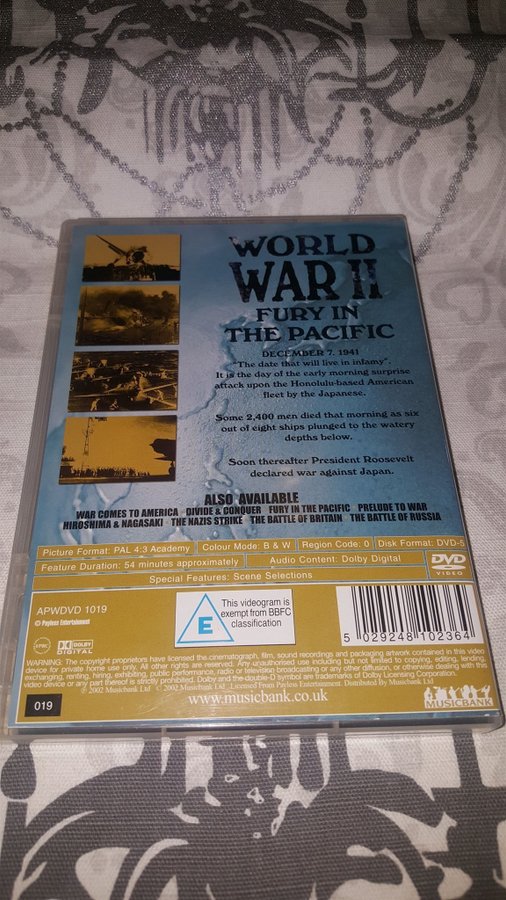 WORLD
WAR II
FURY IN
THE PACIFIC
DECEMBER 7, 1941
"The date that will live in infamy".
It is the day of the early morning surprise
attack upon the Honolulu-based American
fleet by the Japanese.
Some 2,400 men died that morning as six
out of eight ships plunged to the watery
depths below.
Soon thereafter President Roosevelt
declared war against Japan.
ALSO AVAILABLE
WAR COMES TO AMERICA - DIVIDE & CONQUER FURY IN THE PACIFIC - PRELUDE TO WAR
HIROSHIMA & NAGASAKI - THE NAZIS STRIKE - THE BATTLE OF BRITAIN - THE BATTLE OF RUSSIA
Picture Format: PAL 4:3 Academy Colour Mode: B & W Region Code: 0 Disk Format: DVD-5
Feature Duration: 54 minutes approximately Audio Content: Dolby Digital
DVD
VIDEO
Special Features: Scene Selections
APWDVD 1019
© Payless Entertainment
E
This videogram is
exempt from BBFC
classification
5 029248 102364
DOLBY
DIGITAL
WARNING: The copyright proprietors have licensed the cinematograph, film, sound recordings and packaging artwork contained in this video
device for private home use only. All other rights are reserved. Any unauthorised use including but not limited to copying, editing, lending,
exchanging, renting, hiring, exhibiting, public performance, radio or television broadcasting or any other diffusion, or otherwise dealing with this
video device or any part thereof is strictly prohibited. Dolby and the double-D symbol are trademarks of Dolby Licensing Corporation.
℗ 2002 Musicbank Ltd © 2002 Musicbank Ltd Licensed From Payless Entertainment. Distributed By Musicbank Ltd
www.musicbank.co.uk
MUSICBANK
019